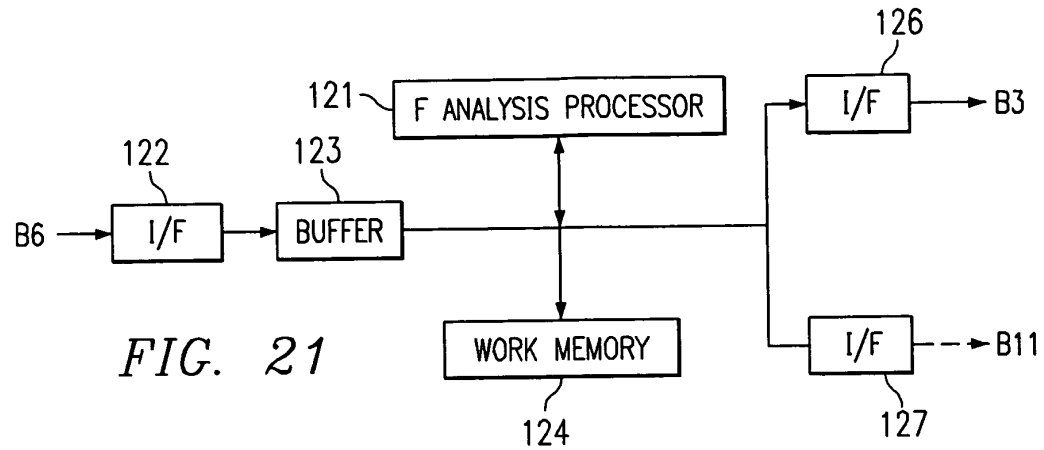 126
121
F ANALYSIS PROCESSOR
I/F
B3
122
123
B6
I/F
BUFFER
FIG. 21
WORK MEMORY
I/F
B11
124
127